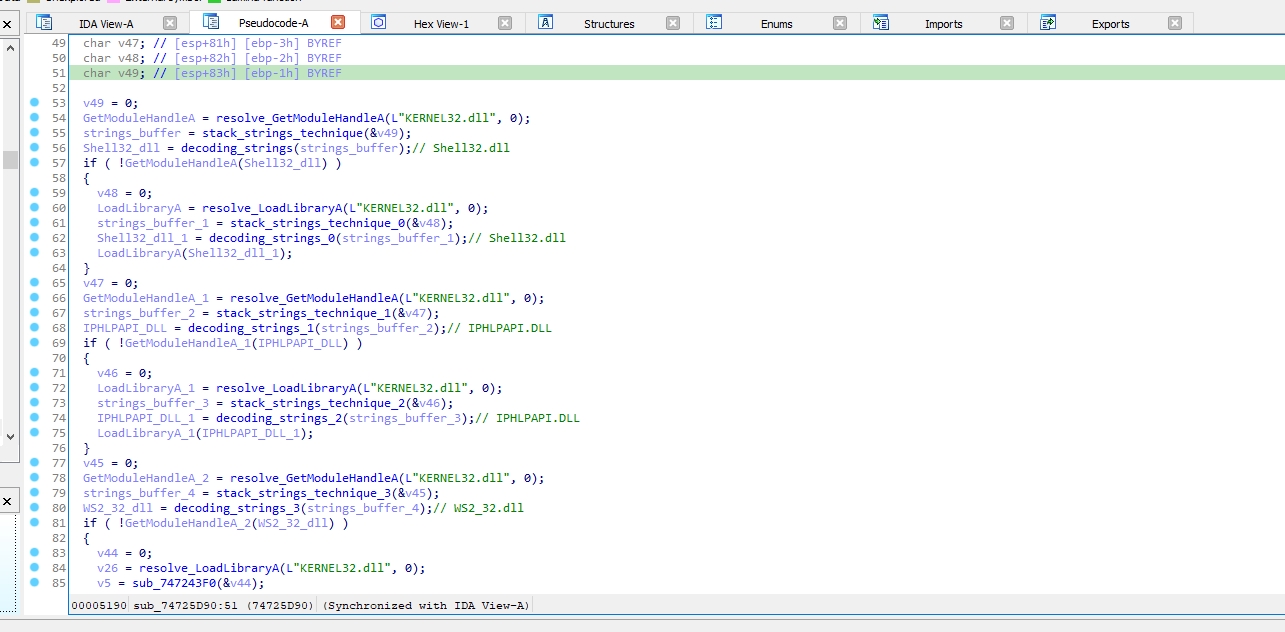 IDA View-A Pseudocode-A Hex View-1 Structures Enums Imports Exports
49 char v47; // [esp+81h] [ebp-3h] BYREF
50 char v48; // [esp+82h] [ebp-2h] BYREF
51 char v49; // [esp+83h] [ebp-1h] BYREF
52
53 v49 = 0;
54 GetModuleHandleA = resolve_GetModuleHandleA(L"KERNEL32.dll", 0);
55 strings_buffer = stack_strings_technique(&v49);
56 Shell32_dll = decoding_strings(strings_buffer);// Shell32.dll
57 if ( !GetModuleHandleA(Shell32_dll) )
58 {
59 v48 = 0;
60 LoadLibraryA = resolve_LoadLibraryA(L"KERNEL32.dll", 0);
61 strings_buffer_1 = stack_strings_technique_0(&v48);
62 Shell32_dll_1 = decoding_strings_0(strings_buffer_1);// Shell32.dll
63 LoadLibraryA(Shell32_dll_1);
64 }
65 v47 = 0;
66 GetModuleHandleA_1 = resolve_GetModuleHandleA(L"KERNEL32.dll", 0);
67 strings_buffer_2 = stack_strings_technique_1(&v47);
68 IPHLPAPI_DLL = decoding_strings_1(strings_buffer_2);// IPHLPAPI.DLL
69 if ( !GetModuleHandleA_1(IPHLPAPI_DLL) )
70 {
71 v46 = 0;
72 LoadLibraryA_1 = resolve_LoadLibraryA(L"KERNEL32.dll", 0);
73 strings_buffer_3 = stack_strings_technique_2(&v46);
74 IPHLPAPI_DLL_1 = decoding_strings_2(strings_buffer_3);// IPHLPAPI.DLL
75 LoadLibraryA_1(IPHLPAPI_DLL_1);
76 }
77 v45 = 0;
78 GetModuleHandleA_2 = resolve_GetModuleHandleA(L"KERNEL32.dll", 0);
79 strings_buffer_4 = stack_strings_technique_3(&v45);
80 WS2_32_dll = decoding_strings_3(strings_buffer_4);// WS2_32.dll
81 if ( !GetModuleHandleA_2(WS2_32_dll) )
82 {
83 v44 = 0;
84 v26 = resolve_LoadLibraryA(L"KERNEL32.dll", 0);
85 v5 = sub_747243F0(&v44);
00005190 sub_74725D90:51 (74725D90) (Synchronized with IDA View-A)